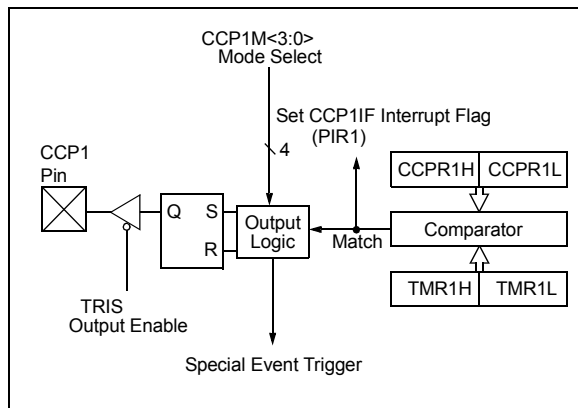 CCP1M<3:0>
Mode Select
Set CCP1IF Interrupt Flag
(PIR1)
4
CCP1
Pin
CCPR1H CCPR1L
Q S
R
Output
Logic
Match
Comparator
TRIS
Output Enable
TMR1H TMR1L
Special Event Trigger